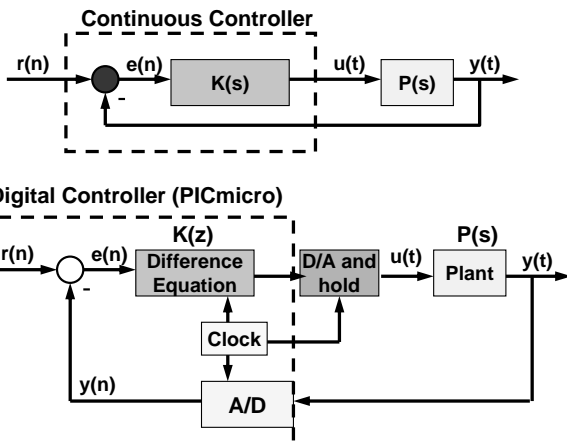 Continuous Controller
r(n) e(n) K(s) u(t) P(s) y(t)
-
Digital Controller (PICmicro)
K(z) P(s)
r(n) e(n) Difference Equation D/A and hold u(t) Plant y(t)
-
Clock
y(n) A/D